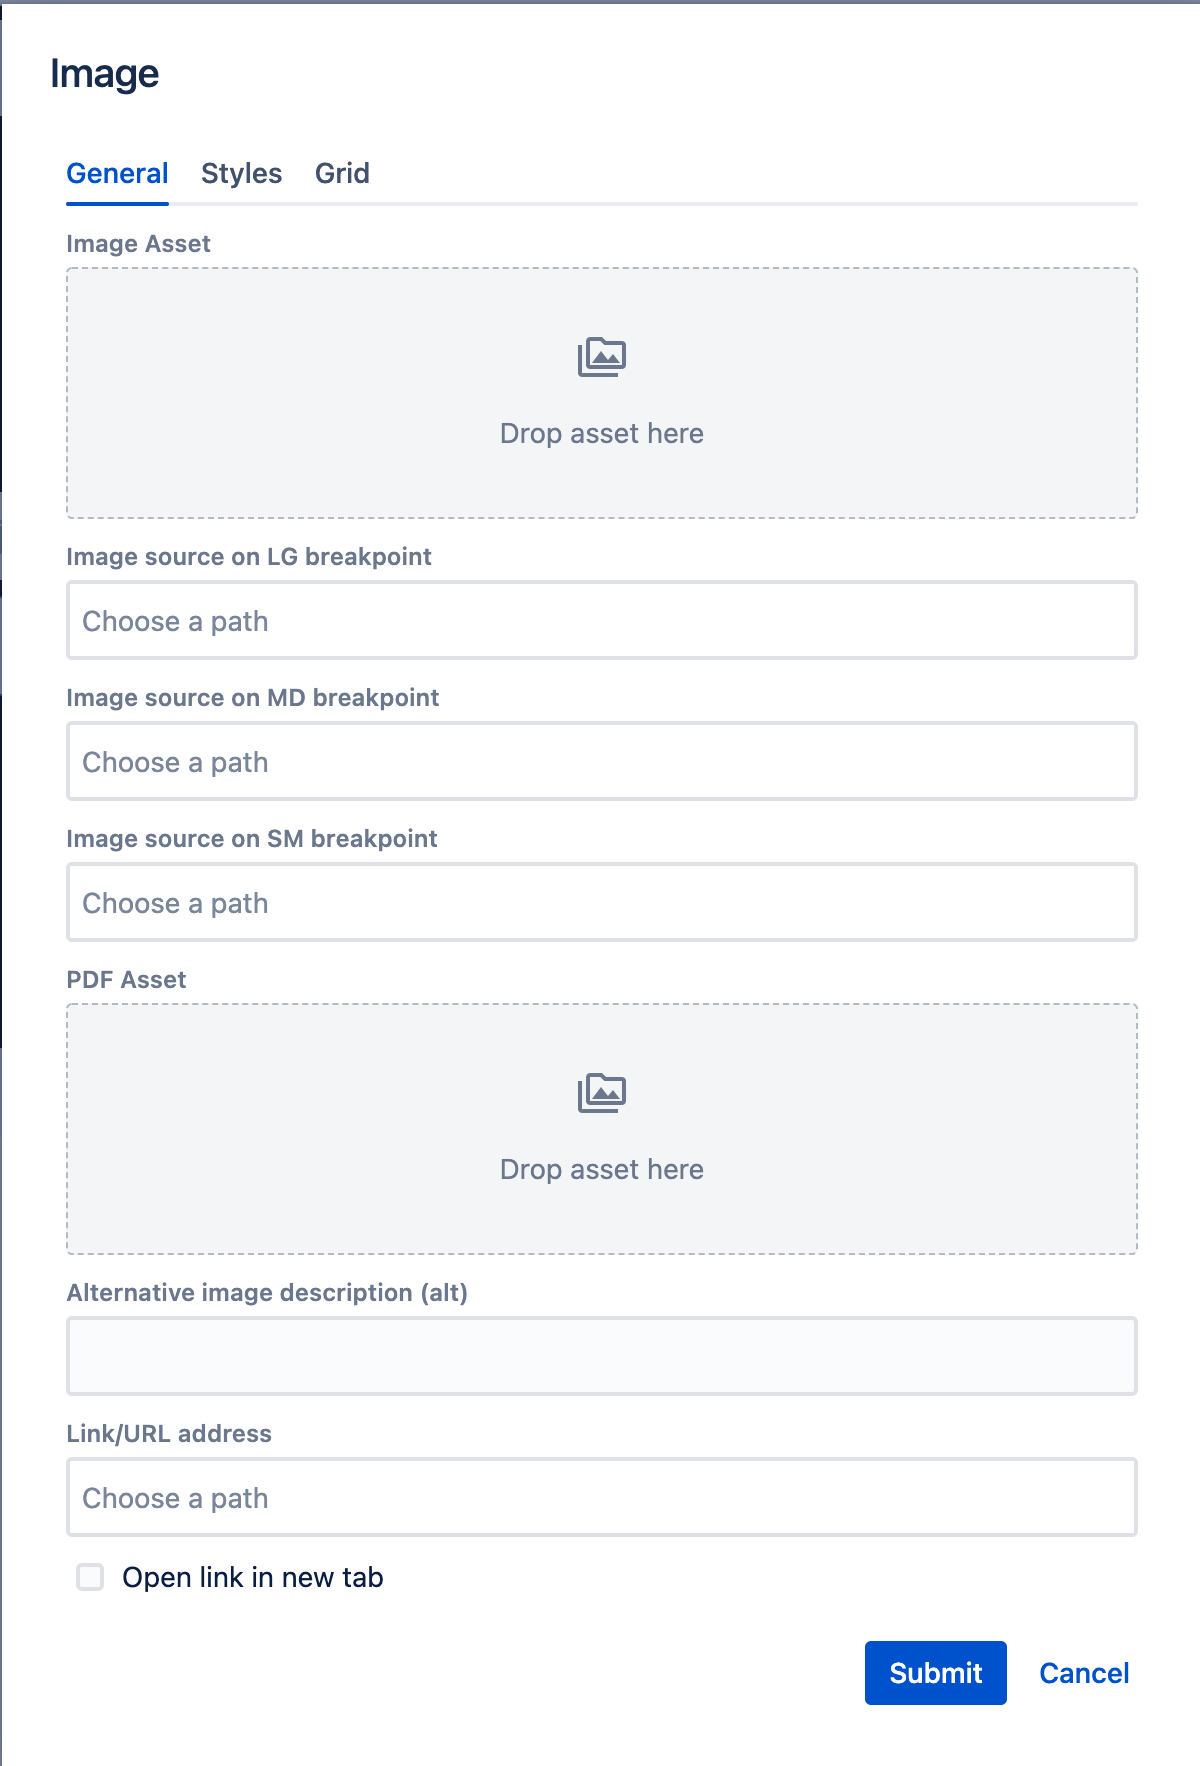 Image
General Styles Grid
Image Asset
Drop asset here
Image source on LG breakpoint
Choose a path
Image source on MD breakpoint
Choose a path
Image source on SM breakpoint
Choose a path
PDF Asset
Drop asset here
Alternative image description (alt)
Link/URL address
Choose a path
Open link in new tab
Submit Cancel